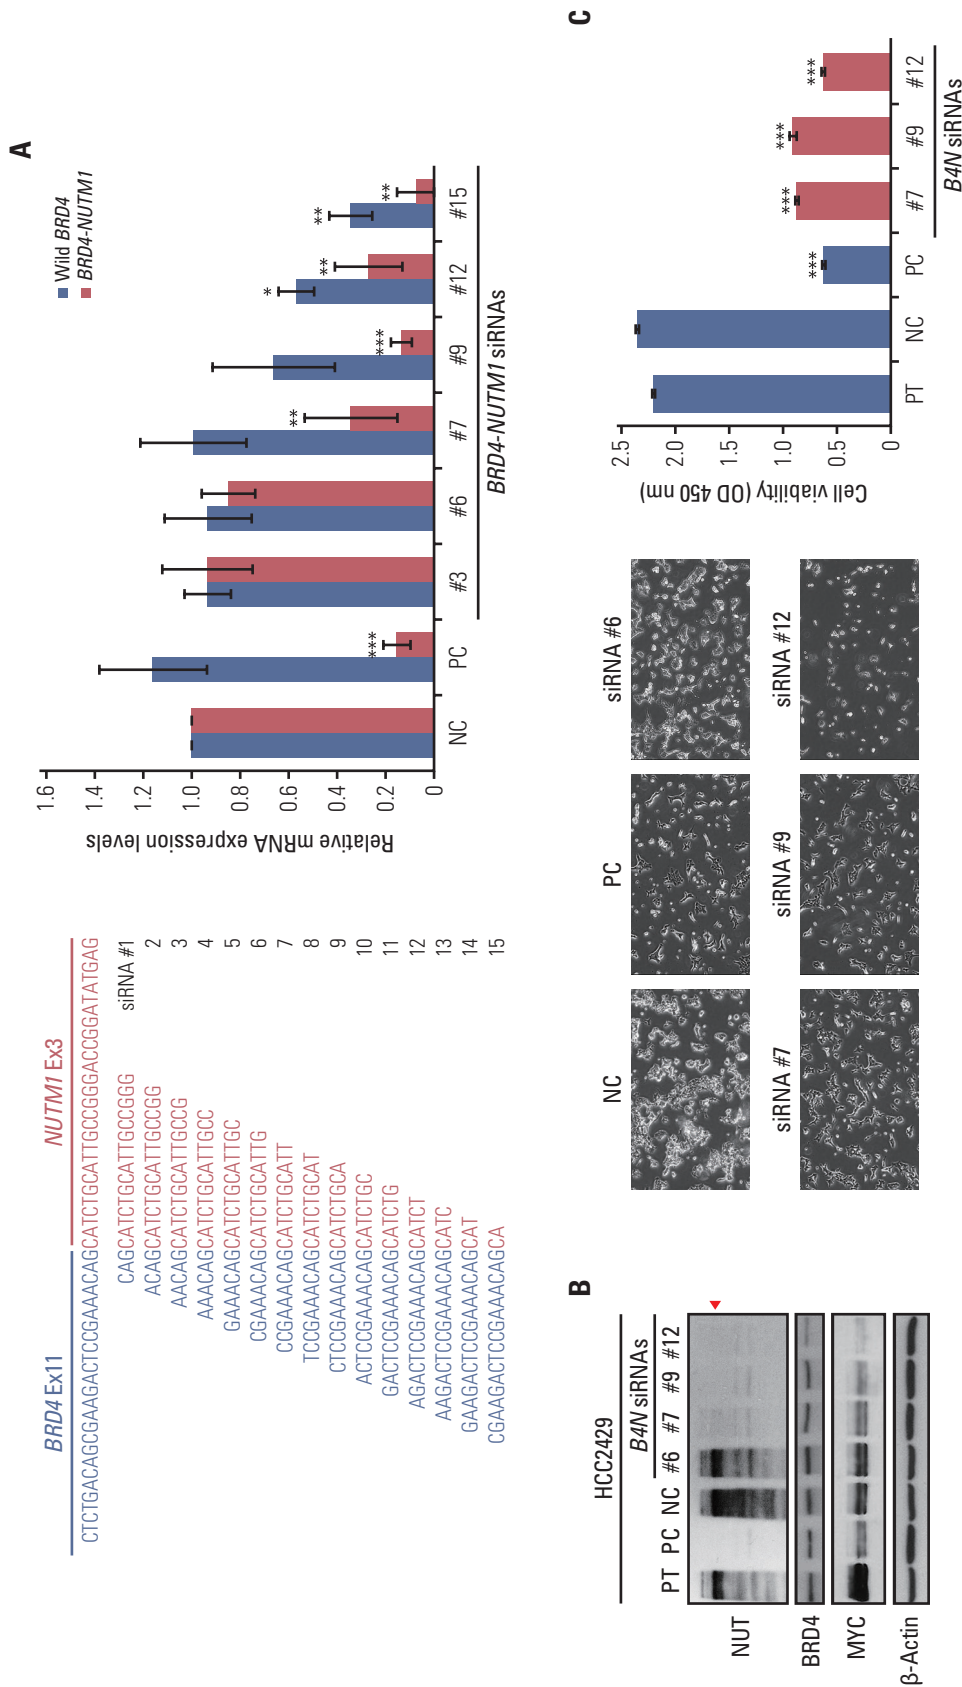 A
BRD4 Ex11
NUTM1 Ex3
CTCTGACAGCGAAGACTCCGAAACAGCATCTGCATTGCCGGGACCGGATATGAG
CAGCATCTGCATTGCCGGG siRNA #1
ACAGCATCTGCATTGCCGG 2
AACAGCATCTGCATTGCCG 3
AAACAGCATCTGCATTGCC 4
GAAACAGCATCTGCATTGC 5
CGAAACAGCATCTGCATTG 6
CCGAAACAGCATCTGCATT 7
TCCGAAACAGCATCTGCAT 8
CTCCGAAACAGCATCTGCA 9
ACTCCGAAACAGCATCTGC 10
GACTCCGAAACAGCATCTG 11
AGACTCCGAAACAGCATCT 12
AAGACTCCGAAACAGCATC 13
GAAGACTCCGAAACAGCAT 14
CGAAGACTCCGAAACAGCA 15
Wild BRD4
BRD4-NUTM1
Relative mRNA expression levels
1.6
1.4
1.2
1.0
0.8
0.6
0.4
0.2
0
*** ** *** * ** ** **
NC PC #3 #6 #7 #9 #12 #15
BRD4-NUTM1 siRNAs
B
HCC2429
B4N siRNAs
PT PC NC #6 #7 #9 #12
NUT
BRD4
MYC
β-Actin
C
NC PC siRNA #6
siRNA #7 siRNA #9 siRNA #12
Cell viability (OD 450 nm)
2.5
2.0
1.5
1.0
0.5
0
*** *** *** ***
PT NC PC #7 #9 #12
B4N siRNAs